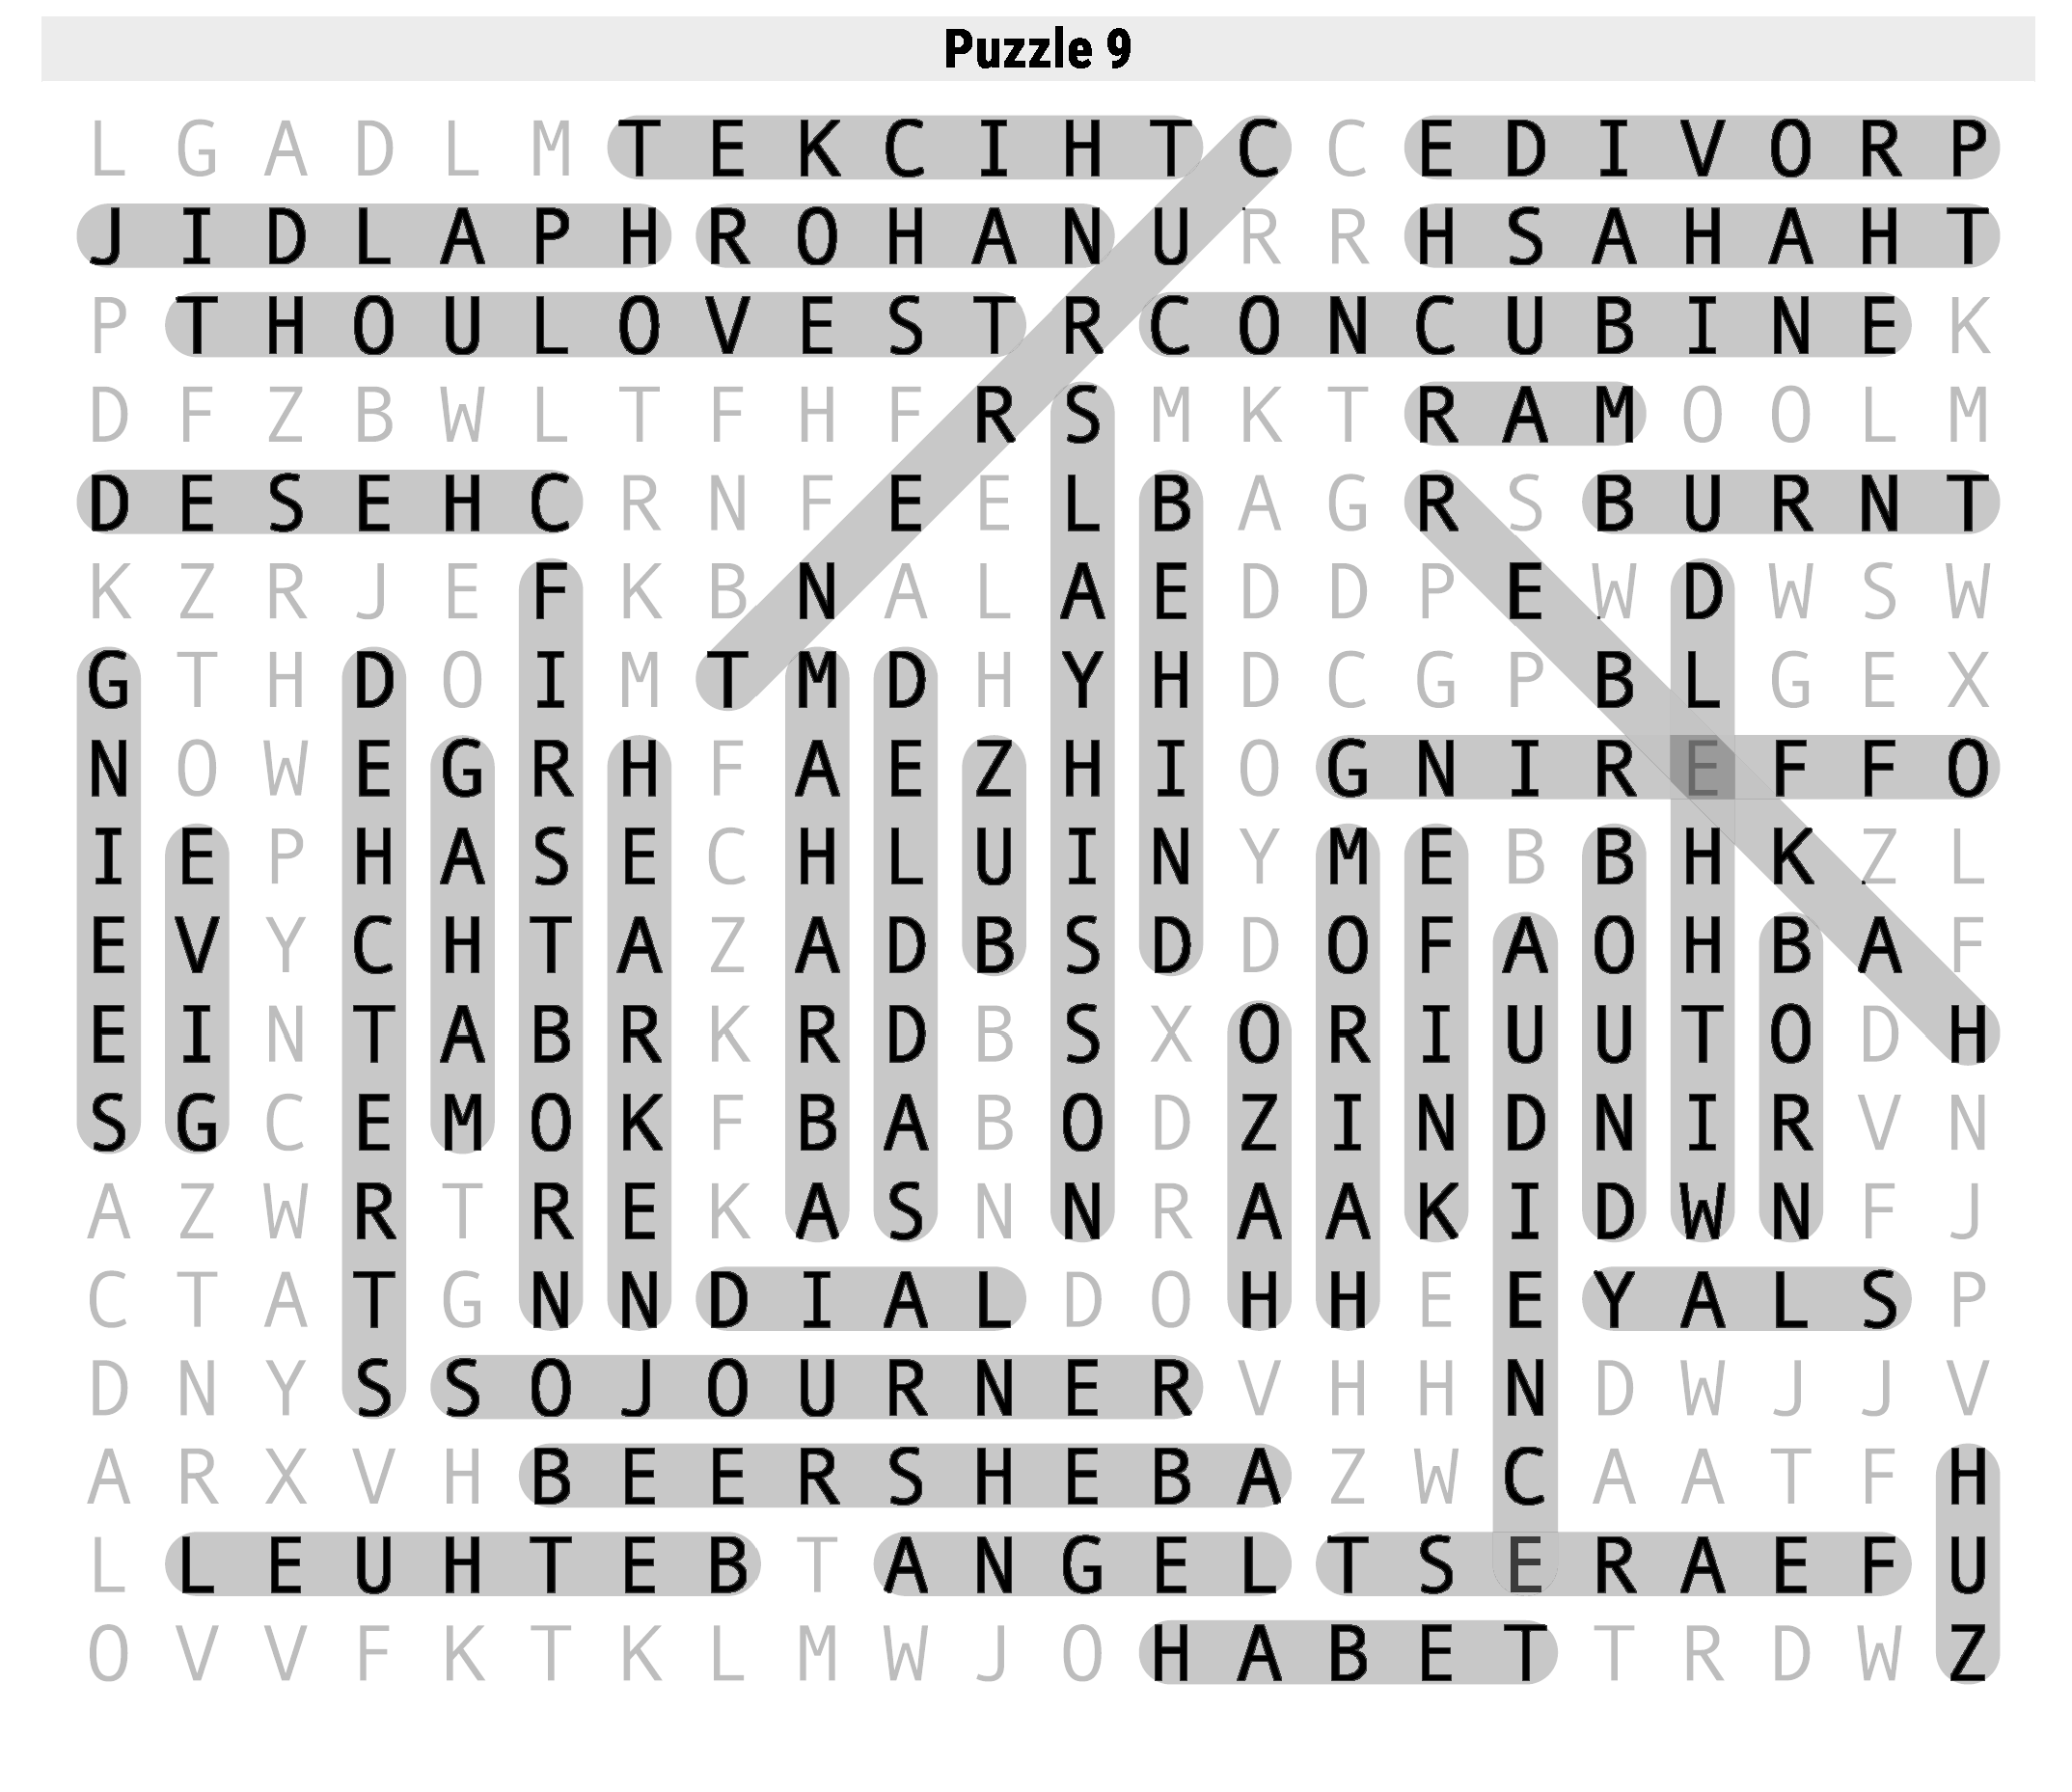 Puzzle 9
L G A D L M T E K C I H T C C E D I V O R P
J I D L A P H R O H A N U R R H S A H A H T
P T H O U L O V E S T R C O N C U B I N E K
D F Z B W L T F H F R S M K T R A M O O L M
D E S E H C R N F E E L B A G R S B U R N T
K Z R J E F K B N A L A E D D P E W D W S W
G T H D O I M T M D H Y H D C G P B L G E X
N O W E G R H F A E Z H I O G N I R E F F O
I E P H A S E C H L U I N Y M E B B H K Z L
E V Y C H T A Z A D B S D D O F A O H B A F
E I N T A B R K R D B S X O R I U U T O D H
S G C E M O K F B A B O D Z I N D N I R V N
A Z W R T R E K A S N N R A A K I D W N F J
C T A T G N N D I A L D O H H E E Y A L S P
D N Y S S O J O U R N E R V H H N D W J J V
A R X V H B E E R S H E B A Z W C A A T F H
L L E U H T E B T A N G E L T S E R A E F U
O V V F K T K L M W J O H A B E T T R D W Z